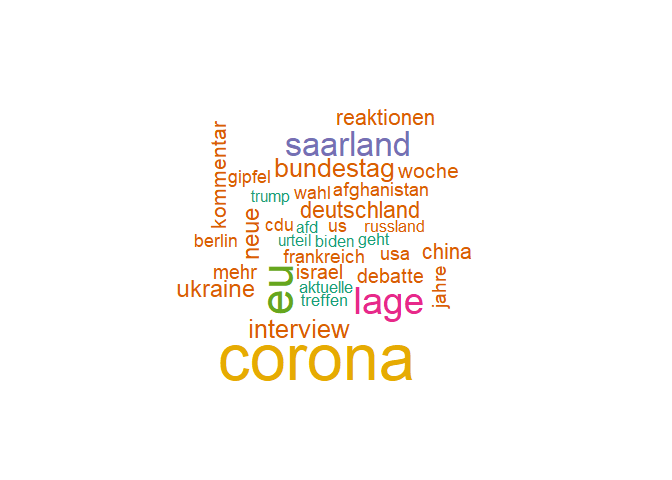 reaktionen
kommentar
saarland
bundestag
woche
gipfel
trump
wahl
afghanistan
deutschland
neue
cdu
afd
us
russland
berlin
urteil
biden
geht
frankreich
usa
china
mehr
israel
debatte
jahre
ukraine
eu
aktuelle
treffen
lage
interview
corona